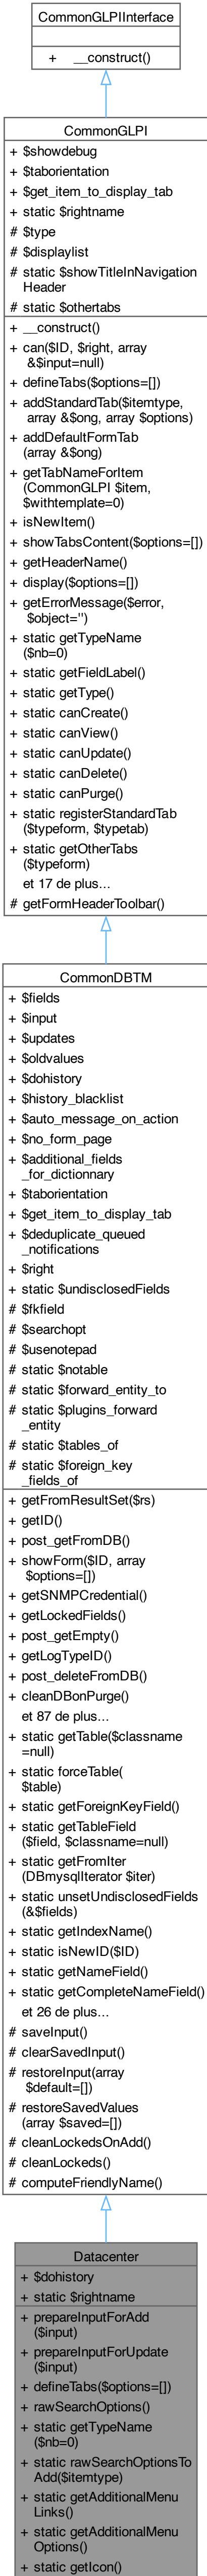 CommonGLPIInterface
+ __construct()
CommonGLPI
+ $showdebug
+ $taborientation
+ $get_item_to_display_tab
+ static $rightname
# $type
# $displaylist
# static $showTitleInNavigation
Header
# static $othertabs
+ __construct()
+ can($ID, $right, array
&$input=null)
+ defineTabs($options=[])
+ addStandardTab($itemtype,
array &$ong, array $options)
+ addDefaultFormTab
(array &$ong)
+ getTabNameForItem
(CommonGLPI $item,
$withtemplate=0)
+ isNewItem()
+ showTabsContent($options=[])
+ getHeaderName()
+ display($options=[])
+ getErrorMessage($error,
$object='')
+ static getTypeName
($nb=0)
+ static getFieldLabel()
+ static getType()
+ static canCreate()
+ static canView()
+ static canUpdate()
+ static canDelete()
+ static canPurge()
+ static registerStandardTab
($typeform, $typetab)
+ static getOtherTabs
($typeform)
et 17 de plus...
# getFormHeaderToolbar()
CommonDBTM
+ $fields
+ $input
+ $updates
+ $oldvalues
+ $dohistory
+ $history_blacklist
+ $auto_message_on_action
+ $no_form_page
+ $additional_fields
_for_dictionnary
+ $taborientation
+ $get_item_to_display_tab
+ $deduplicate_queued
_notifications
+ $right
+ static $undisclosedFields
# $fkfield
# $searchopt
# $usenotepad
# static $notable
# static $forward_entity_to
# static $plugins_forward
_entity
# static $tables_of
# static $foreign_key
_fields_of
+ getFromResultSet($rs)
+ getID()
+ post_getFromDB()
+ showForm($ID, array
$options=[])
+ getSNMPCredential()
+ getLockedFields()
+ post_getEmpty()
+ getLogTypeID()
+ post_deleteFromDB()
+ cleanDBonPurge()
et 87 de plus...
+ static getTable($classname
=null)
+ static forceTable(
$table)
+ static getForeignKeyField()
+ static getTableField
($field, $classname=null)
+ static getFromIter
(DBmysqlIterator $iter)
+ static unsetUndisclosedFields
(&$fields)
+ static getIndexName()
+ static isNewID($ID)
+ static getNameField()
+ static getCompleteNameField()
et 26 de plus...
# saveInput()
# clearSavedInput()
# restoreInput(array
$default=[])
# restoreSavedValues
(array $saved=[])
# cleanLockedsOnAdd()
# cleanLockeds()
# computeFriendlyName()
Datacenter
+ $dohistory
+ static $rightname
+ prepareInputForAdd
($input)
+ prepareInputForUpdate
($input)
+ defineTabs($options=[])
+ rawSearchOptions()
+ static getTypeName
($nb=0)
+ static rawSearchOptionsTo
Add($itemtype)
+ static getAdditionalMenu
Links()
+ static getAdditionalMenu
Options()
+ static getIcon()